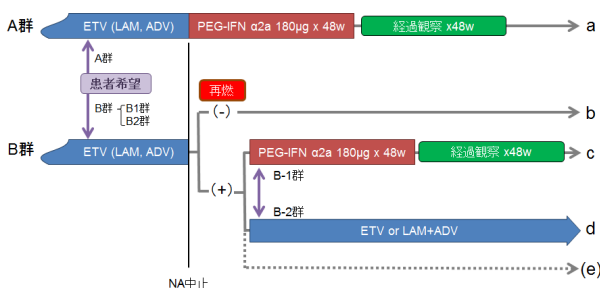 A群 ETV (LAM, ADV) PEG-IFN α2a 180μg x 48w 経過観察 x48w a
A群
患者希望
B群 B1群
B2群
再燃
(-) b
B群 ETV (LAM, ADV) PEG-IFN α2a 180μg x 48w 経過観察 x48w c
B-1群
(+)
B-2群
ETV or LAM+ADV d
(e)
NA中止